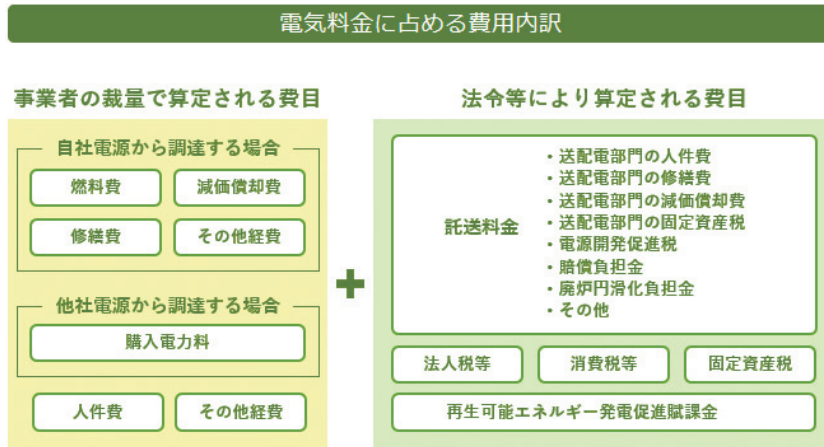 電気料金に占める費用内訳
事業者の裁量で算定される費目
自社電源から調達する場合
燃料費
減価償却費
修繕費
その他経費
他社電源から調達する場合
購入電力料
人件費
その他経費
+
法令等により算定される費目
託送料金
・送配電部門の人件費
・送配電部門の修繕費
・送配電部門の減価償却費
・送配電部門の固定資産税
・電源開発促進税
・賠償負担金
・廃炉円滑化負担金
・その他
法人税等
消費税等
固定資産税
再生可能エネルギー発電促進賦課金